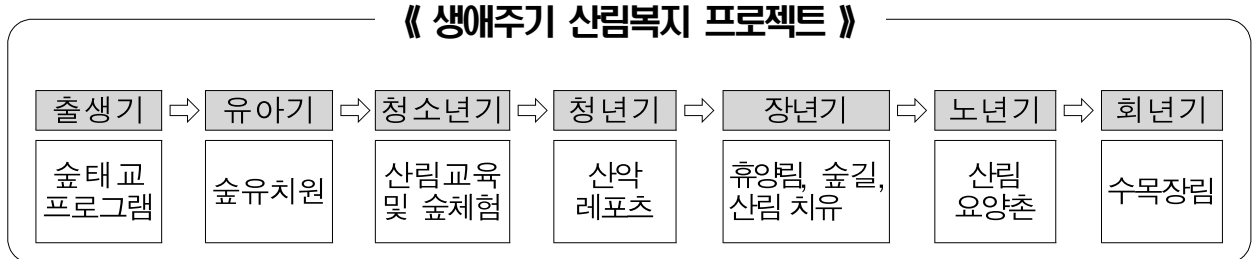 《 생애주기 산림복지 프로젝트 》
출생기 ⇨ 유아기 ⇨ 청소년기 ⇨ 청년기 ⇨ 장년기 ⇨ 노년기 ⇨ 회년기
숲태교
프로그램
숲유치원
산림교육
및 숲체험
산악
레포츠
휴양림, 숲길,
산림 치유
산림
요양촌
수목장림